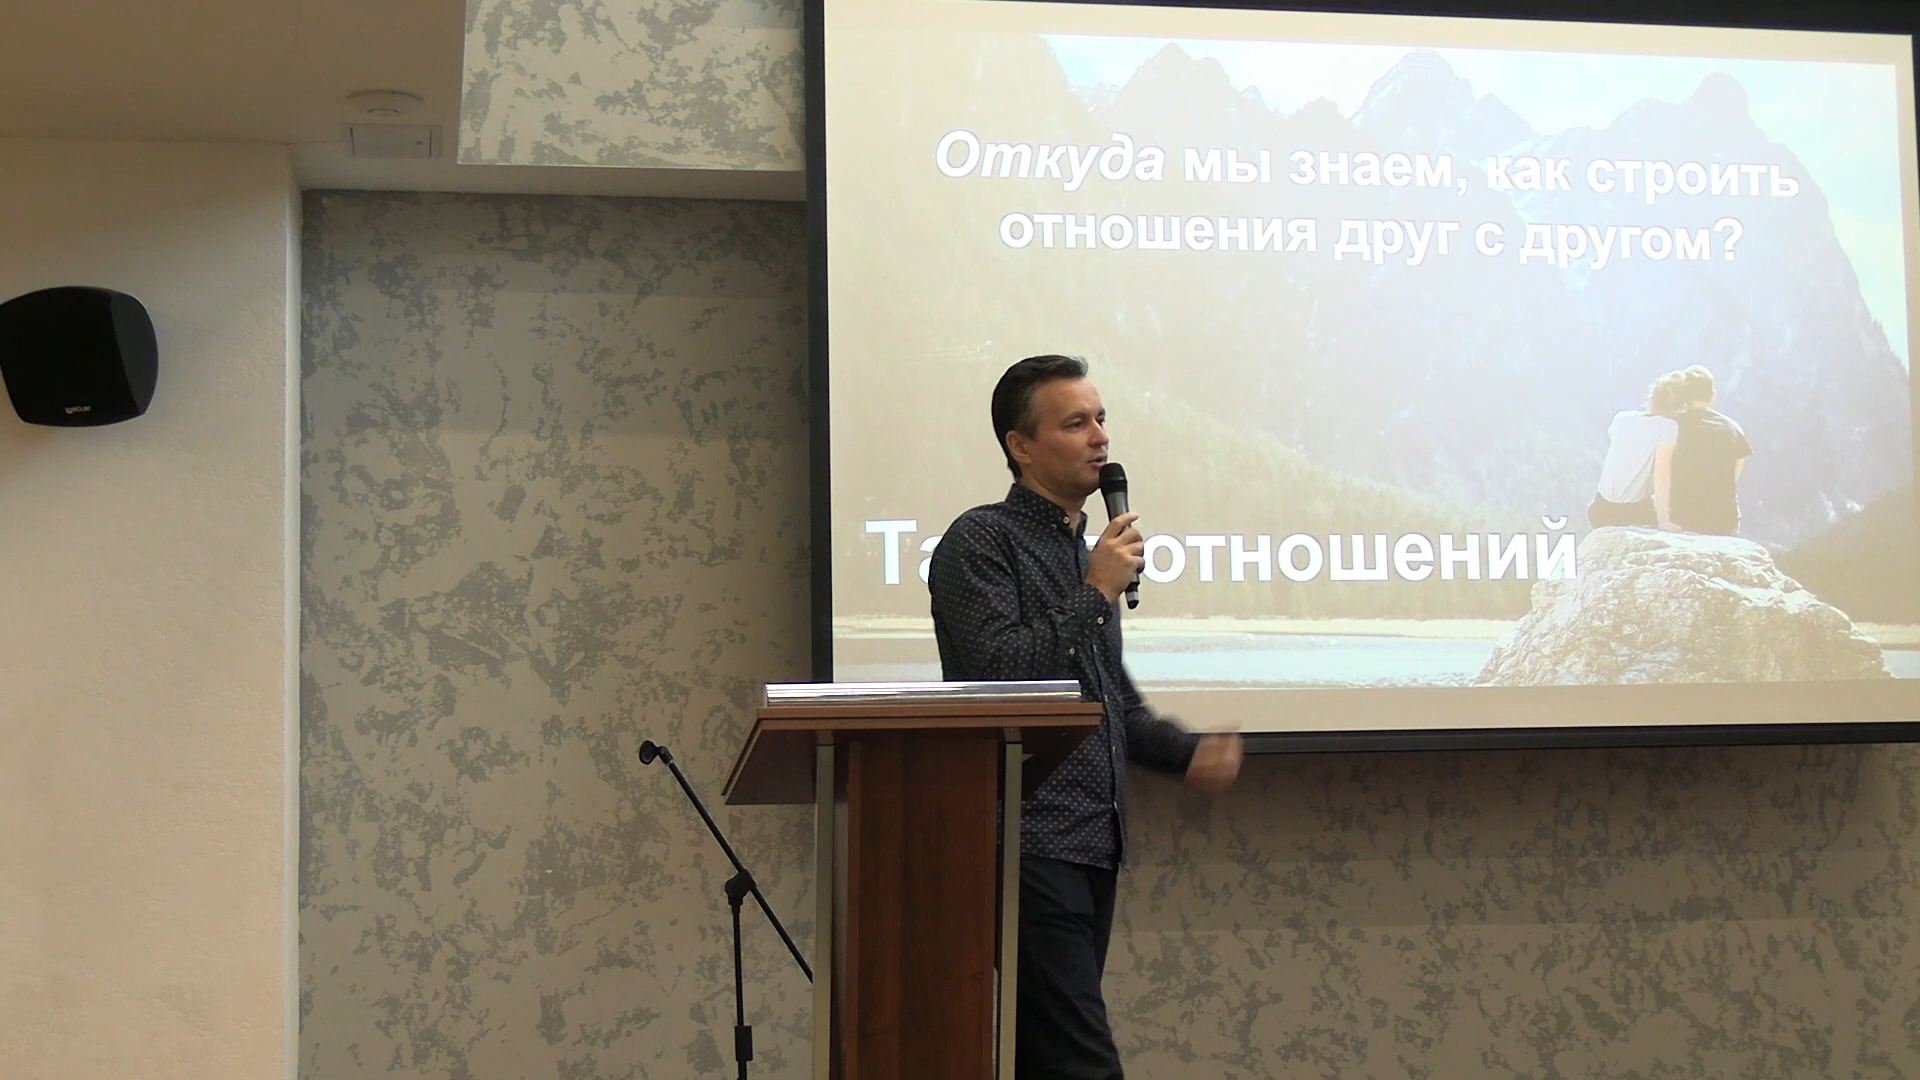 Откуда мы знаем, как строить
отношения друг с другом?
отношений